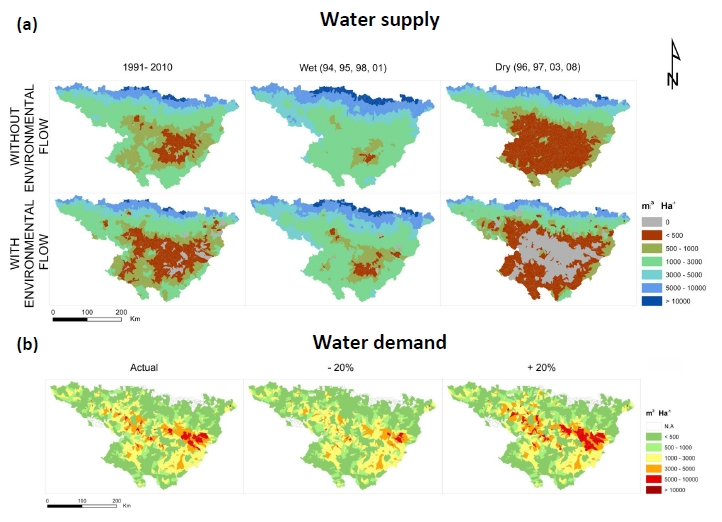 Water supply
(a)
1991- 2010
Wet (94, 95, 98, 01)
Dry (96, 97, 03, 08)
N
WITHOUT
ENVIRONMENTAL
FLOW
WITH
ENVIRONMENTAL
FLOW
m³ Ha⁻¹
0
< 500
500 - 1000
1000 - 3000
3000 - 5000
5000 - 10000
> 10000
0 100 200
Km
(b)
Water demand
Actual
- 20%
+ 20%
m³ Ha⁻¹
N.A
< 500
500 - 1000
1000 - 3000
3000 - 5000
5000 - 10000
> 10000
0 100 200
Km